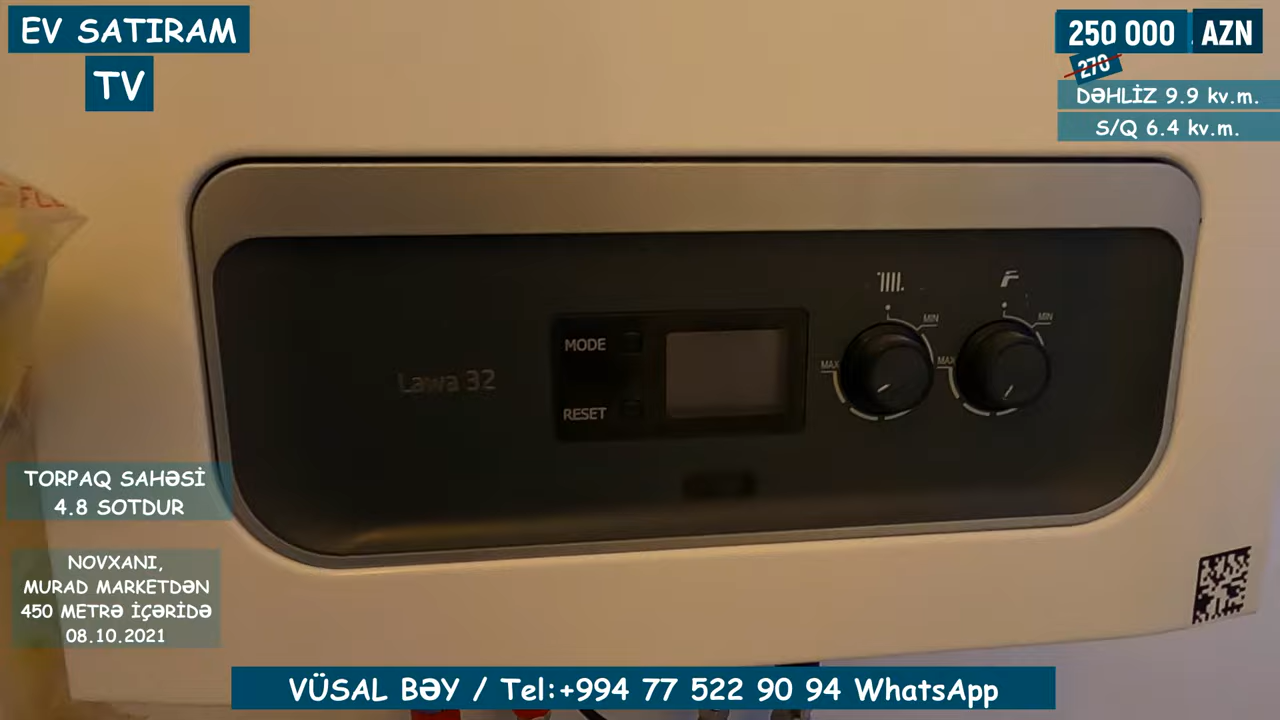 EV SATIRAM
TV
250 000 AZN
270
DƏHLİZ 9.9 kv.m.
S/Q 6.4 kv.m.
MIN
MIN
MAX
MAX
MODE
Lawa 32
RESET
TORPAQ SAHƏSİ
4.8 SOTDUR
NOVXANI,
MURAD MARKETDƏN
450 METRƏ İÇƏRİDƏ
08.10.2021
VÜSAL BƏY / Tel:+994 77 522 90 94 WhatsApp